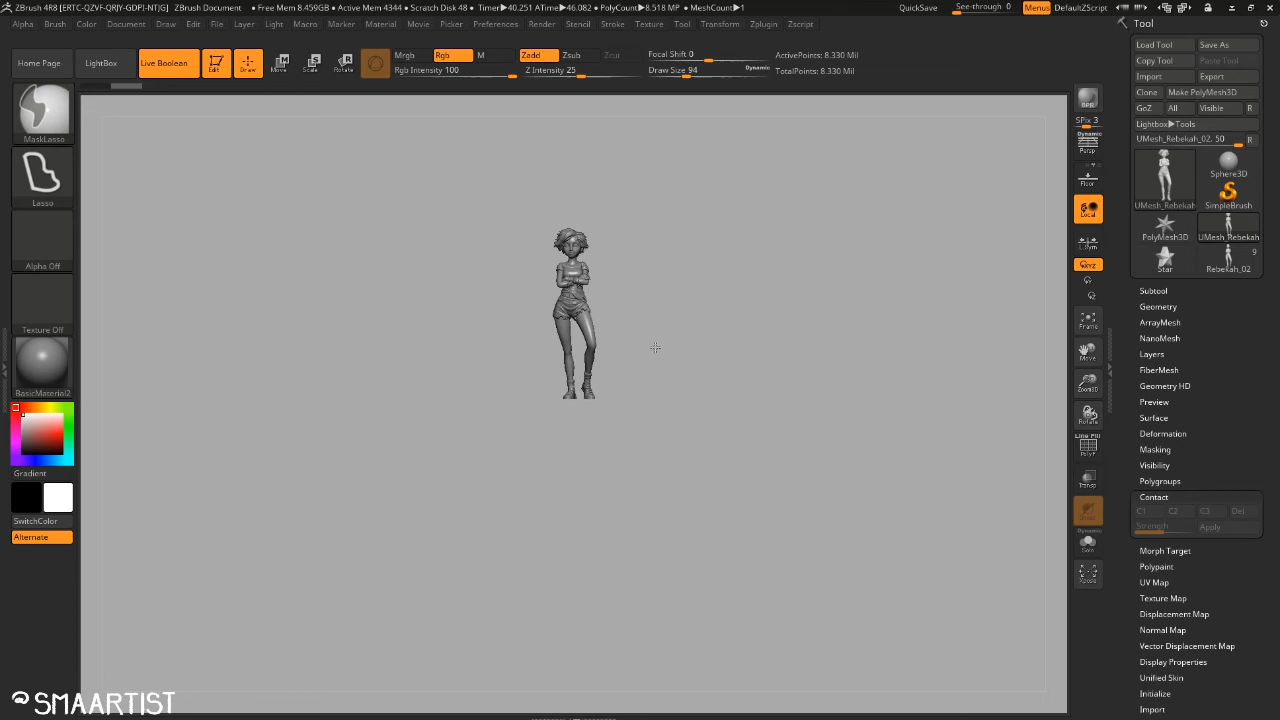 ZBrush 4R8 [ERTC-QZVF-QRJY-GDPI-NTJG] ZBrush Document • Free Mem 8.459GB • Active Mem 4344 • Scratch Disk 48 • Timer▶40.251 ATime▶46.082 • PolyCount▶8.518 MP • MeshCount▶1 QuickSave See-through 0 Menus DefaultZScript
Alpha Brush Color Document Draw Edit File Layer Light Macro Marker Material Movie Picker Preferences Render Stencil Stroke Texture Tool Transform Zplugin Zscript
Home Page LightBox Live Boolean Edit Draw Move Scale Rotate
Mrgb Rgb M Zadd Zsub Zcut Focal Shift 0 ActivePoints: 8.330 Mil
Rgb Intensity 100 Z Intensity 25 Draw Size 94 Dynamic TotalPoints: 8.330 Mil
MaskLasso
Lasso
Alpha Off
Texture Off
BasicMaterial2
Gradient
SwitchColor
Alternate
BPR
SPix 3
Dynamic
Persp
Floor
Local
L.Sym
XYZ
Frame
Move
Zoom3D
Rotate
Line Fill
PolyF
Transp
Dynamic
Solo
Xpose
Tool
Load Tool Save As
Copy Tool Paste Tool
Import Export
Clone Make PolyMesh3D
GoZ All Visible R
Lightbox▶Tools
UMesh_Rebekah_02. 50 R
UMesh_Rebekah Sphere3D
SimpleBrush
PolyMesh3D UMesh_Rebekah
9
Star Rebekah_02
Subtool
Geometry
ArrayMesh
NanoMesh
Layers
FiberMesh
Geometry HD
Preview
Surface
Deformation
Masking
Visibility
Polygroups
Contact
C1 C2 C3 Del
Strength Apply
Morph Target
Polypaint
UV Map
Texture Map
Displacement Map
Normal Map
Vector Displacement Map
Display Properties
Unified Skin
Initialize
Import
@SMAARTIST